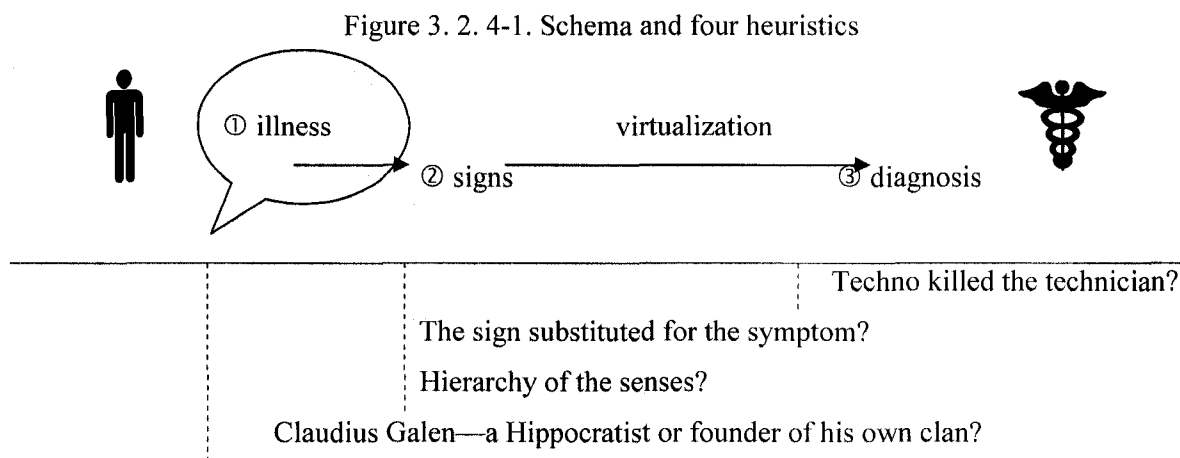 Figure 3. 2. 4-1. Schema and four heuristics
① illness
virtualization
② signs
③ diagnosis
Techno killed the technician?
The sign substituted for the symptom?
Hierarchy of the senses?
Claudius Galen—a Hippocratist or founder of his own clan?